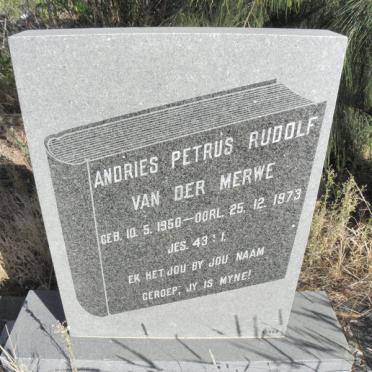 ANDRIES PETRUS RUDOLF
VAN DER MERWE
GEB. 10. 5. 1950—OORL. 25. 12. 1973
JES. 43 : 1.
EK HET JOU BY JOU NAAM
GEROEP; JY IS MYNE!